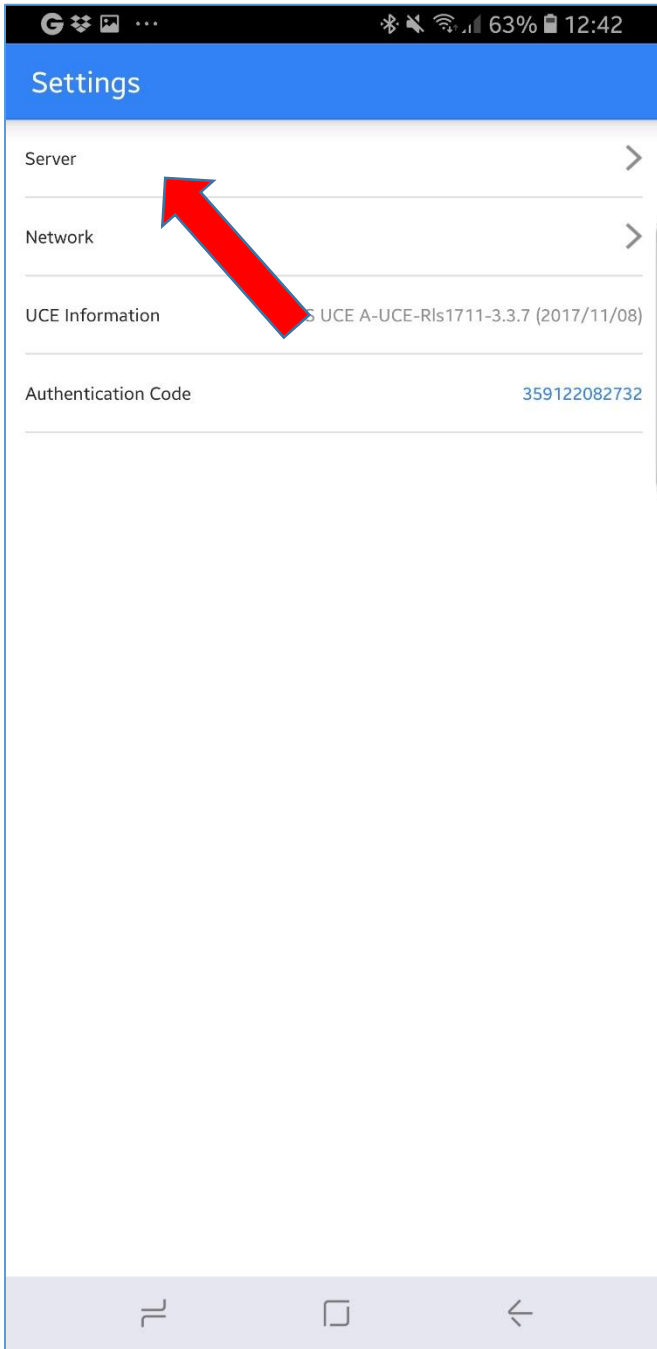 63% 12:42
Settings
Server
Network
UCE Information S UCE A-UCE-Rls1711-3.3.7 (2017/11/08)
Authentication Code 359122082732